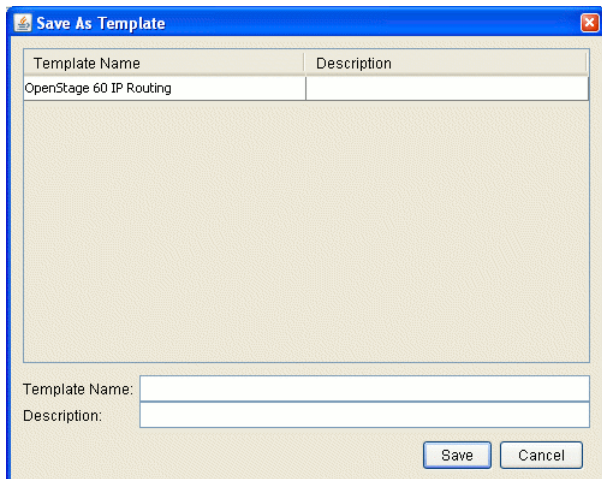 Save As Template
Template Name Description
OpenStage 60 IP Routing
Template Name:
Description:
Save Cancel